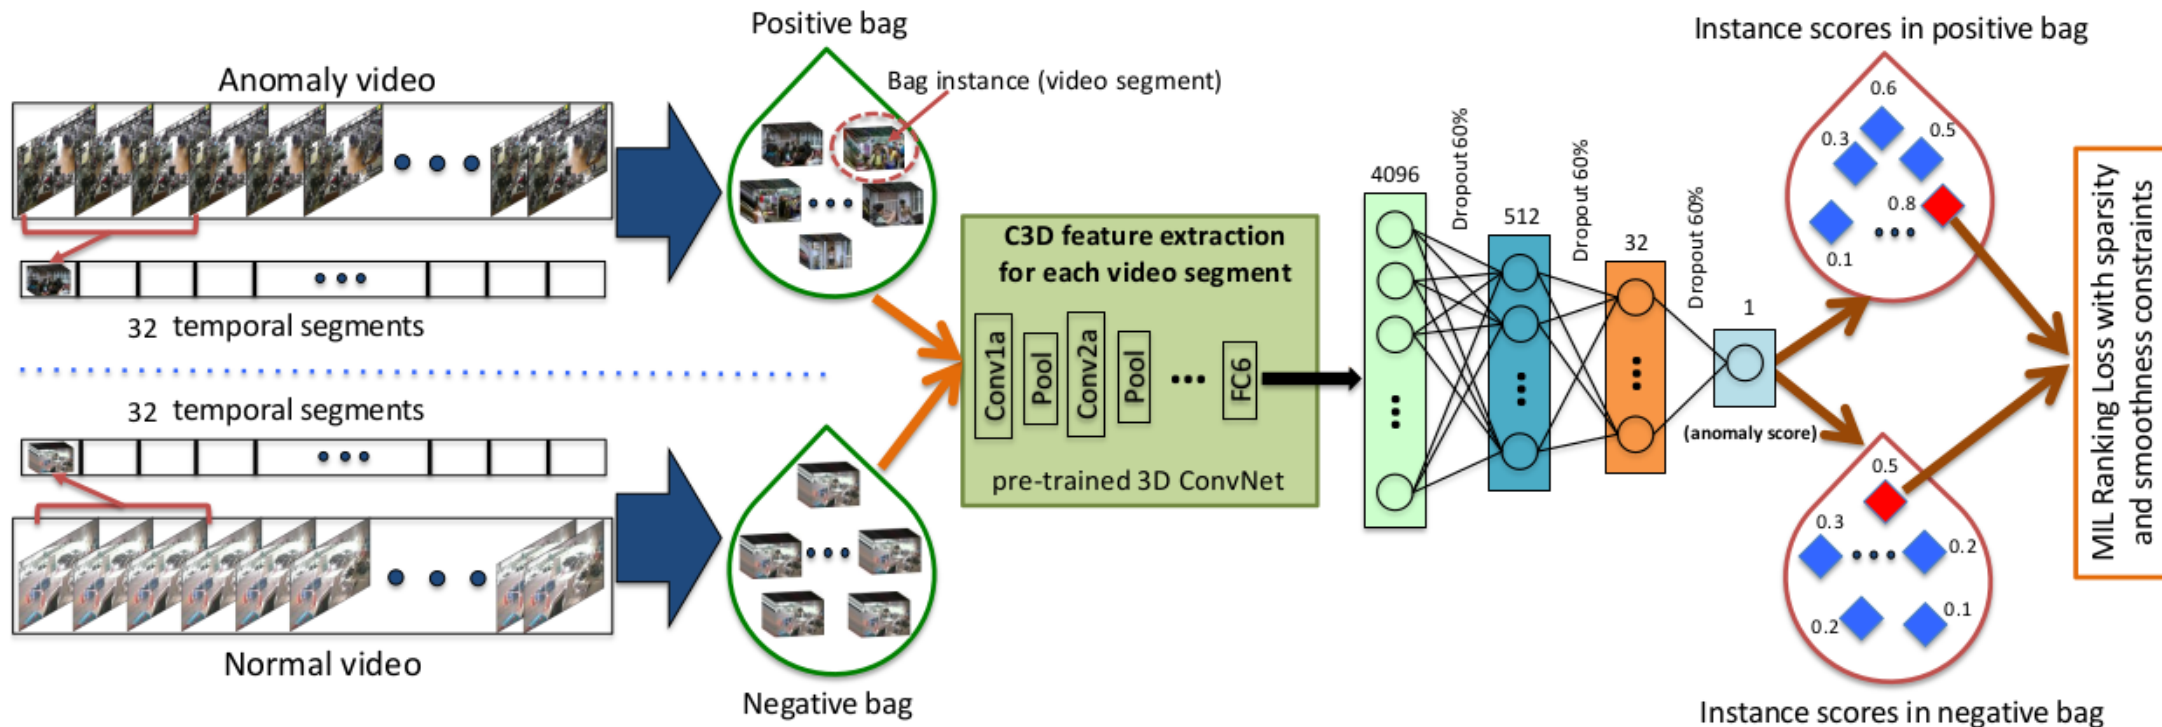 Anomaly video
32 temporal segments
32 temporal segments
Normal video
Positive bag
Bag instance (video segment)
Negative bag
C3D feature extraction
for each video segment
Conv1a
Pool
Conv2a
Pool
...
FC6
pre-trained 3D ConvNet
4096
Dropout 60%
512
Dropout 60%
32
Dropout 60%
1
(anomaly score)
Instance scores in positive bag
0.6
0.5
0.3
0.8
0.1
0.5
0.3
0.2
0.2
0.1
Instance scores in negative bag
MIL Ranking Loss with sparsity
and smoothness constraints